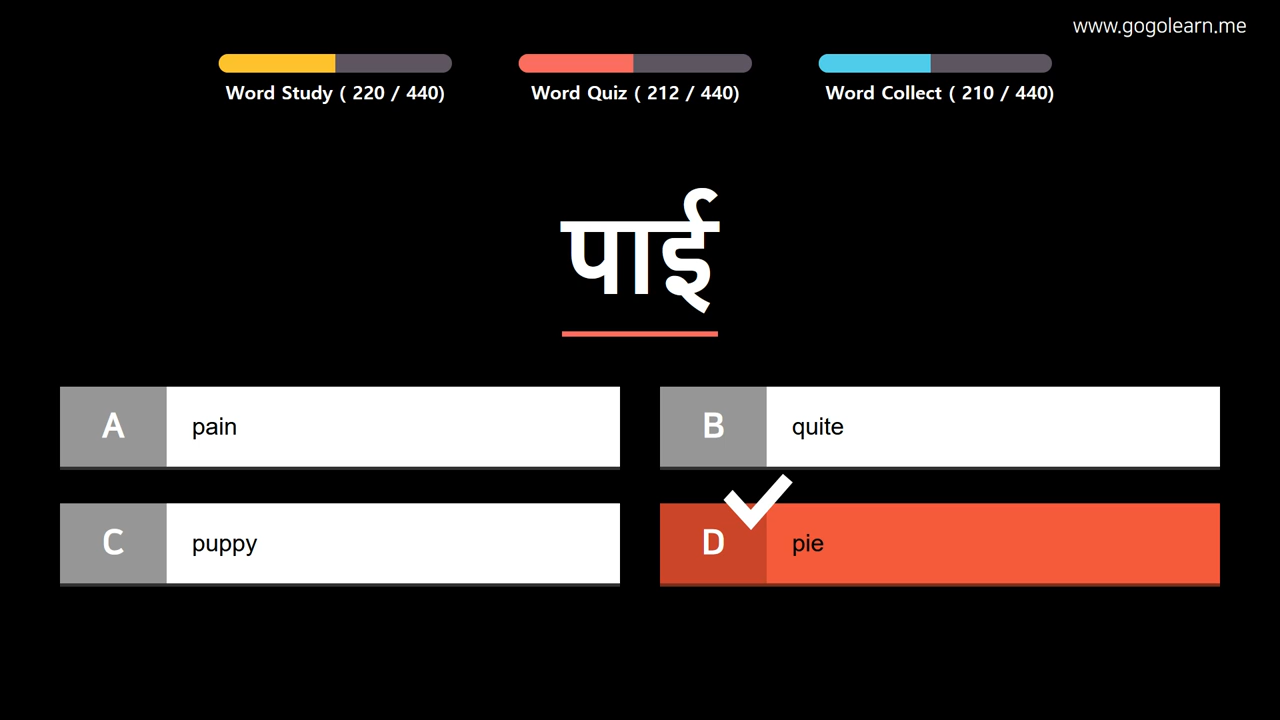 www.gogolearn.me
Word Study ( 220 / 440)
Word Quiz ( 212 / 440)
Word Collect ( 210 / 440)
पाई
A
pain
B
quite
C
puppy
D
pie